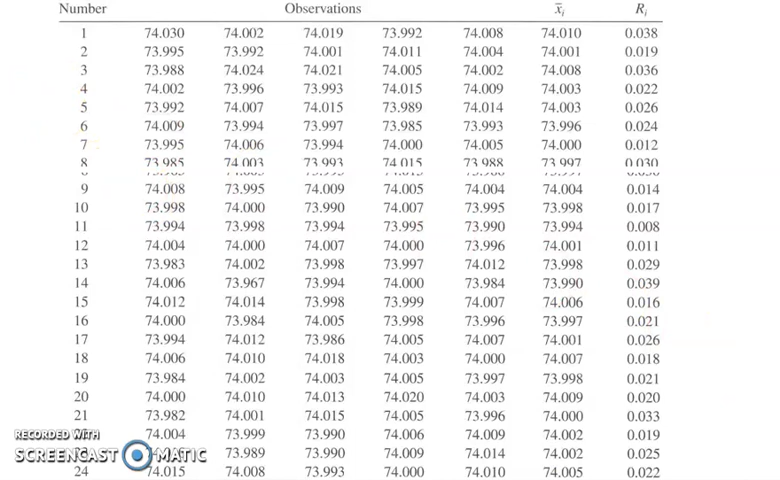 Number Observations x̄ᵢ Rᵢ
1 74.030 74.002 74.019 73.992 74.008 74.010 0.038
2 73.995 73.992 74.001 74.011 74.004 74.001 0.019
3 73.988 74.024 74.021 74.005 74.002 74.008 0.036
4 74.002 73.996 73.993 74.015 74.009 74.003 0.022
5 73.992 74.007 74.015 73.989 74.014 74.003 0.026
6 74.009 73.994 73.997 73.985 73.993 73.996 0.024
7 73.995 74.006 73.994 74.000 74.005 74.000 0.012
8 73.985 74.003 73.993 74.015 73.988 73.997 0.030
9 74.008 73.995 74.009 74.005 74.004 74.004 0.014
10 73.998 74.000 73.990 74.007 73.995 73.998 0.017
11 73.994 73.998 73.994 73.995 73.990 73.994 0.008
12 74.004 74.000 74.007 74.000 73.996 74.001 0.011
13 73.983 74.002 73.998 73.997 74.012 73.998 0.029
14 74.006 73.967 73.994 74.000 73.984 73.990 0.039
15 74.012 74.014 73.998 73.999 74.007 74.006 0.016
16 74.000 73.984 74.005 73.998 73.996 73.997 0.021
17 73.994 74.012 73.986 74.005 74.007 74.001 0.026
18 74.006 74.010 74.018 74.003 74.000 74.007 0.018
19 73.984 74.002 74.003 74.005 73.997 73.998 0.021
20 74.000 74.010 74.013 74.020 74.003 74.009 0.020
21 73.982 74.001 74.015 74.005 73.996 74.000 0.033
74.004 73.999 73.990 74.006 74.009 74.002 0.019
73.989 73.990 74.009 74.014 74.002 0.025
24 74.015 74.008 73.993 74.000 74.010 74.005 0.022
RECORDED WITH
SCREENCAST MATIC